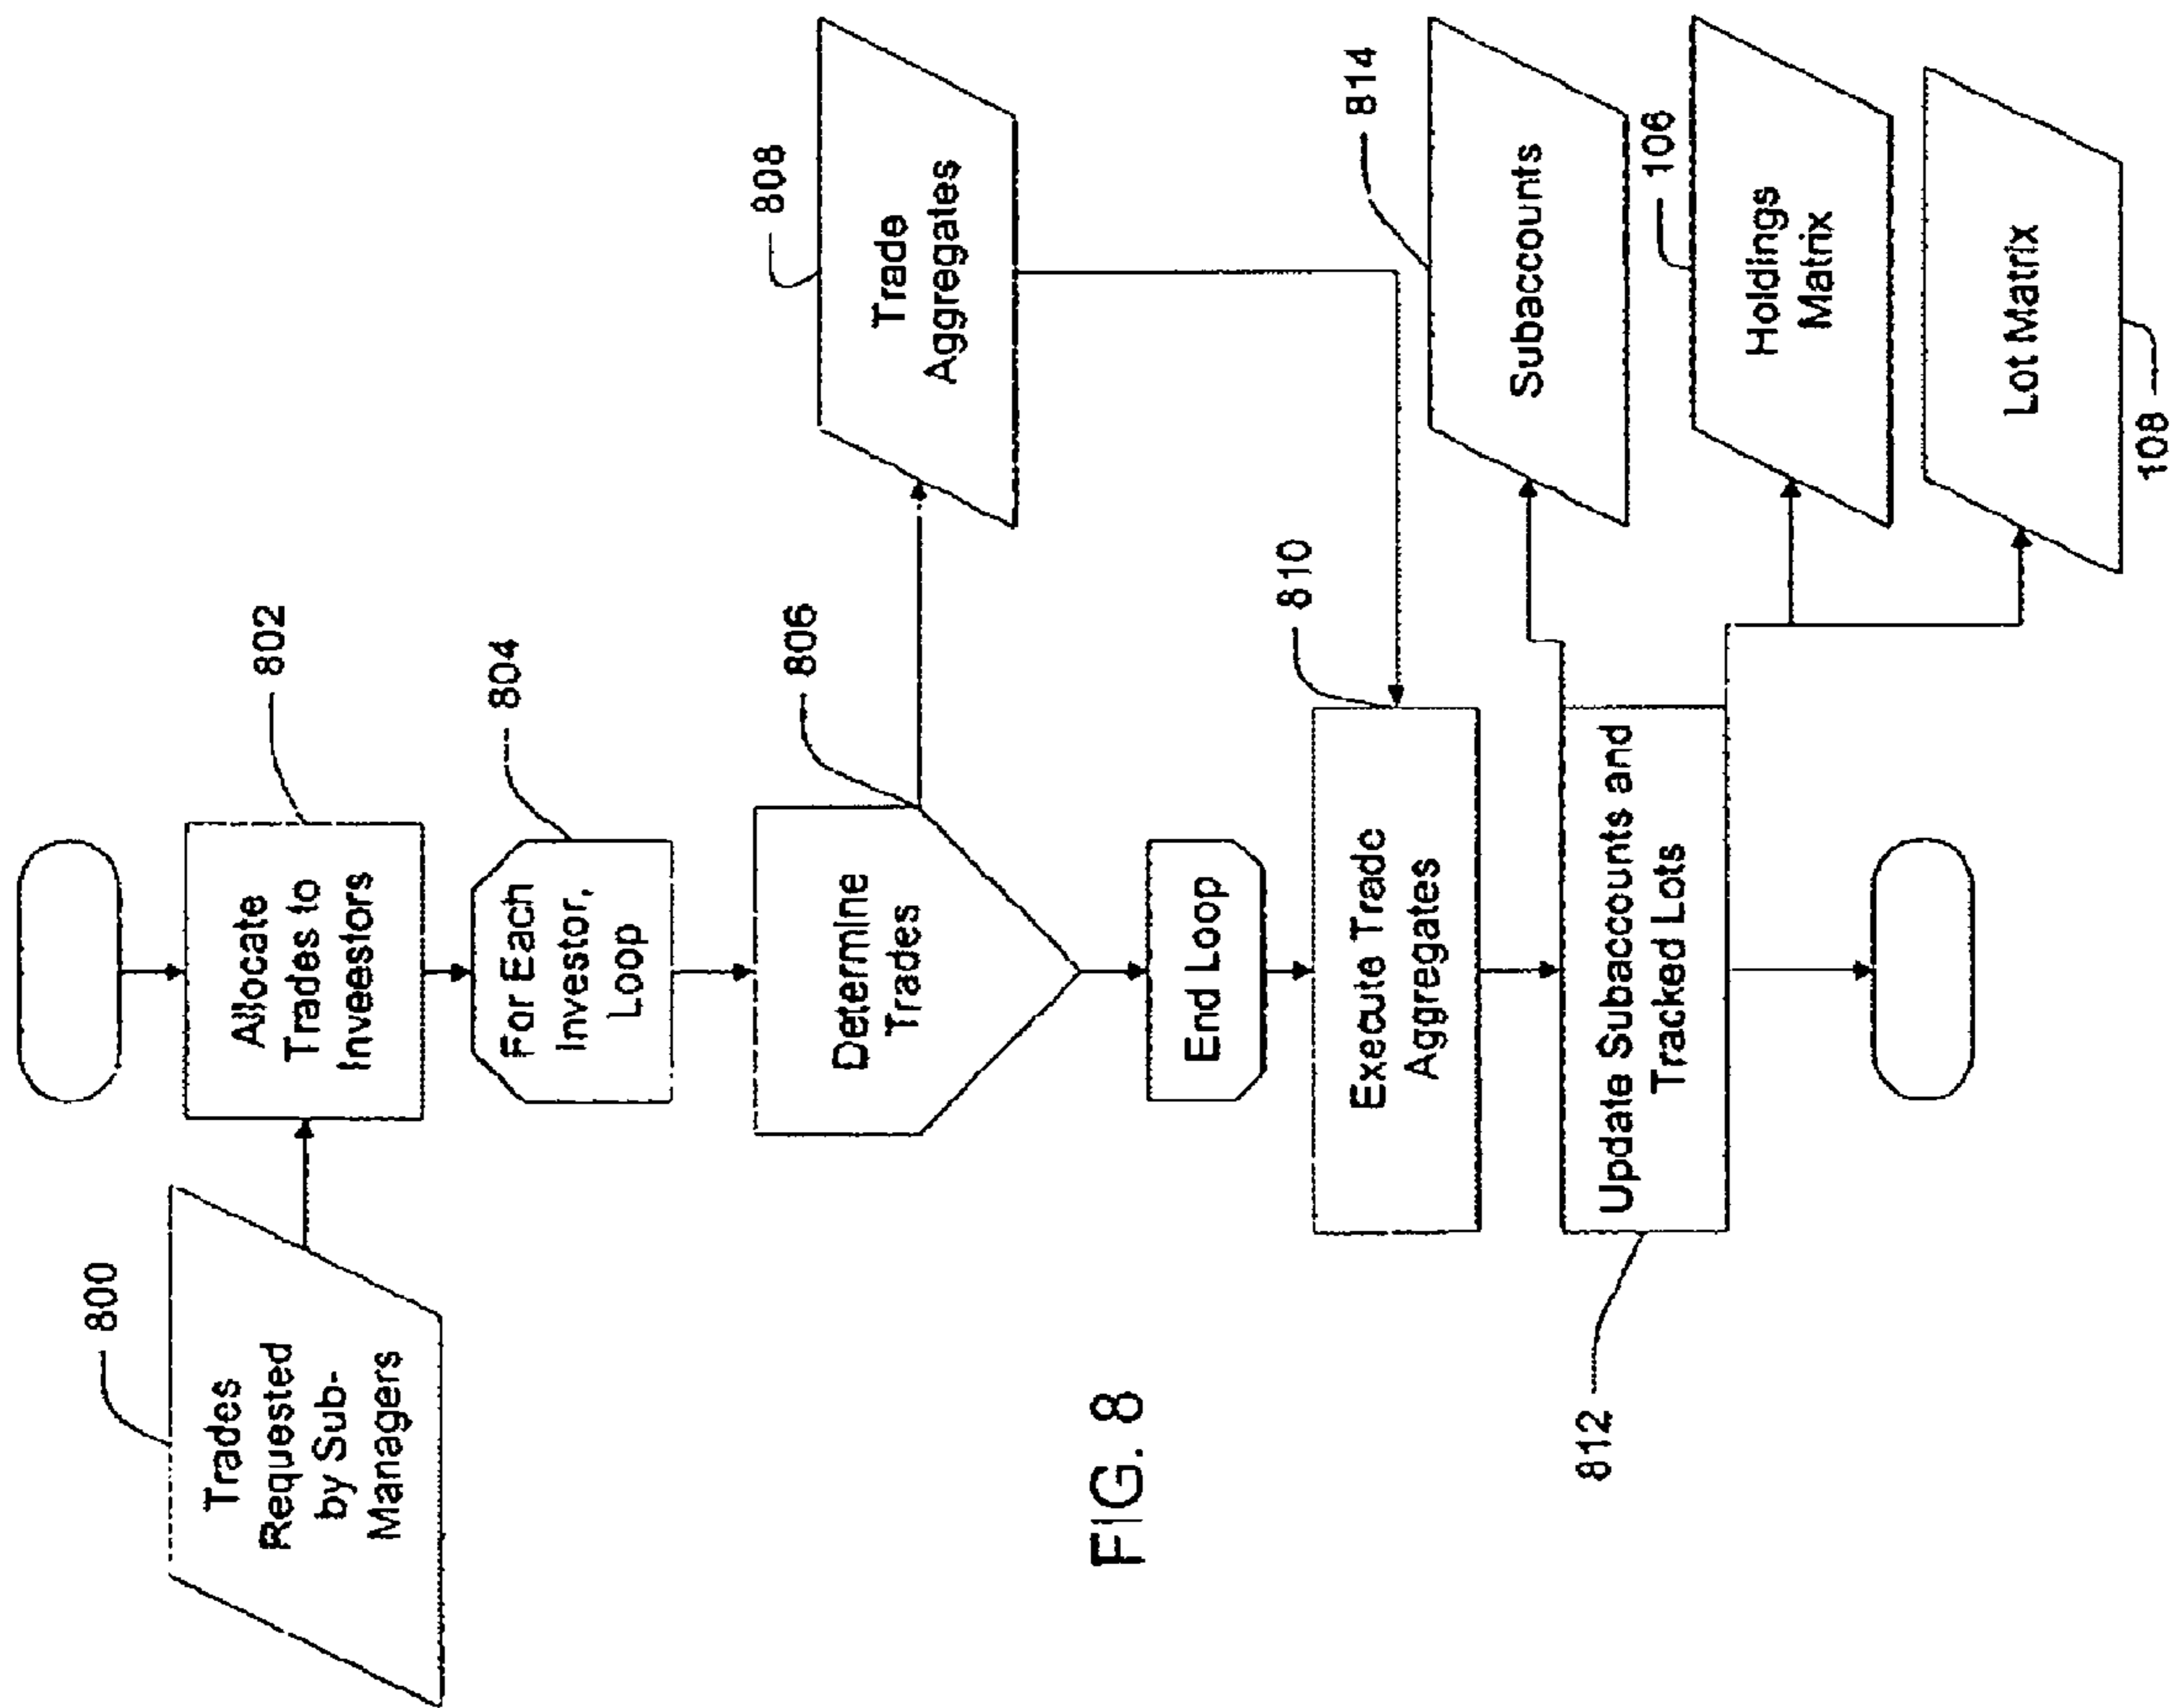 800
Trades
Requested
by Sub-
Managers
Allocate
Trades to
Inveestors
802
For Each
Investor,
Loop
804
Determine
Trades
806
Trade
Aggregates
808
End Loop
Execute Trade
Aggregates
810
Update Subaccounts and
Tracked Lots
812
Subaccounts
814
Holdings
Matrix
106
Lot Matrix
108
FIG. 8